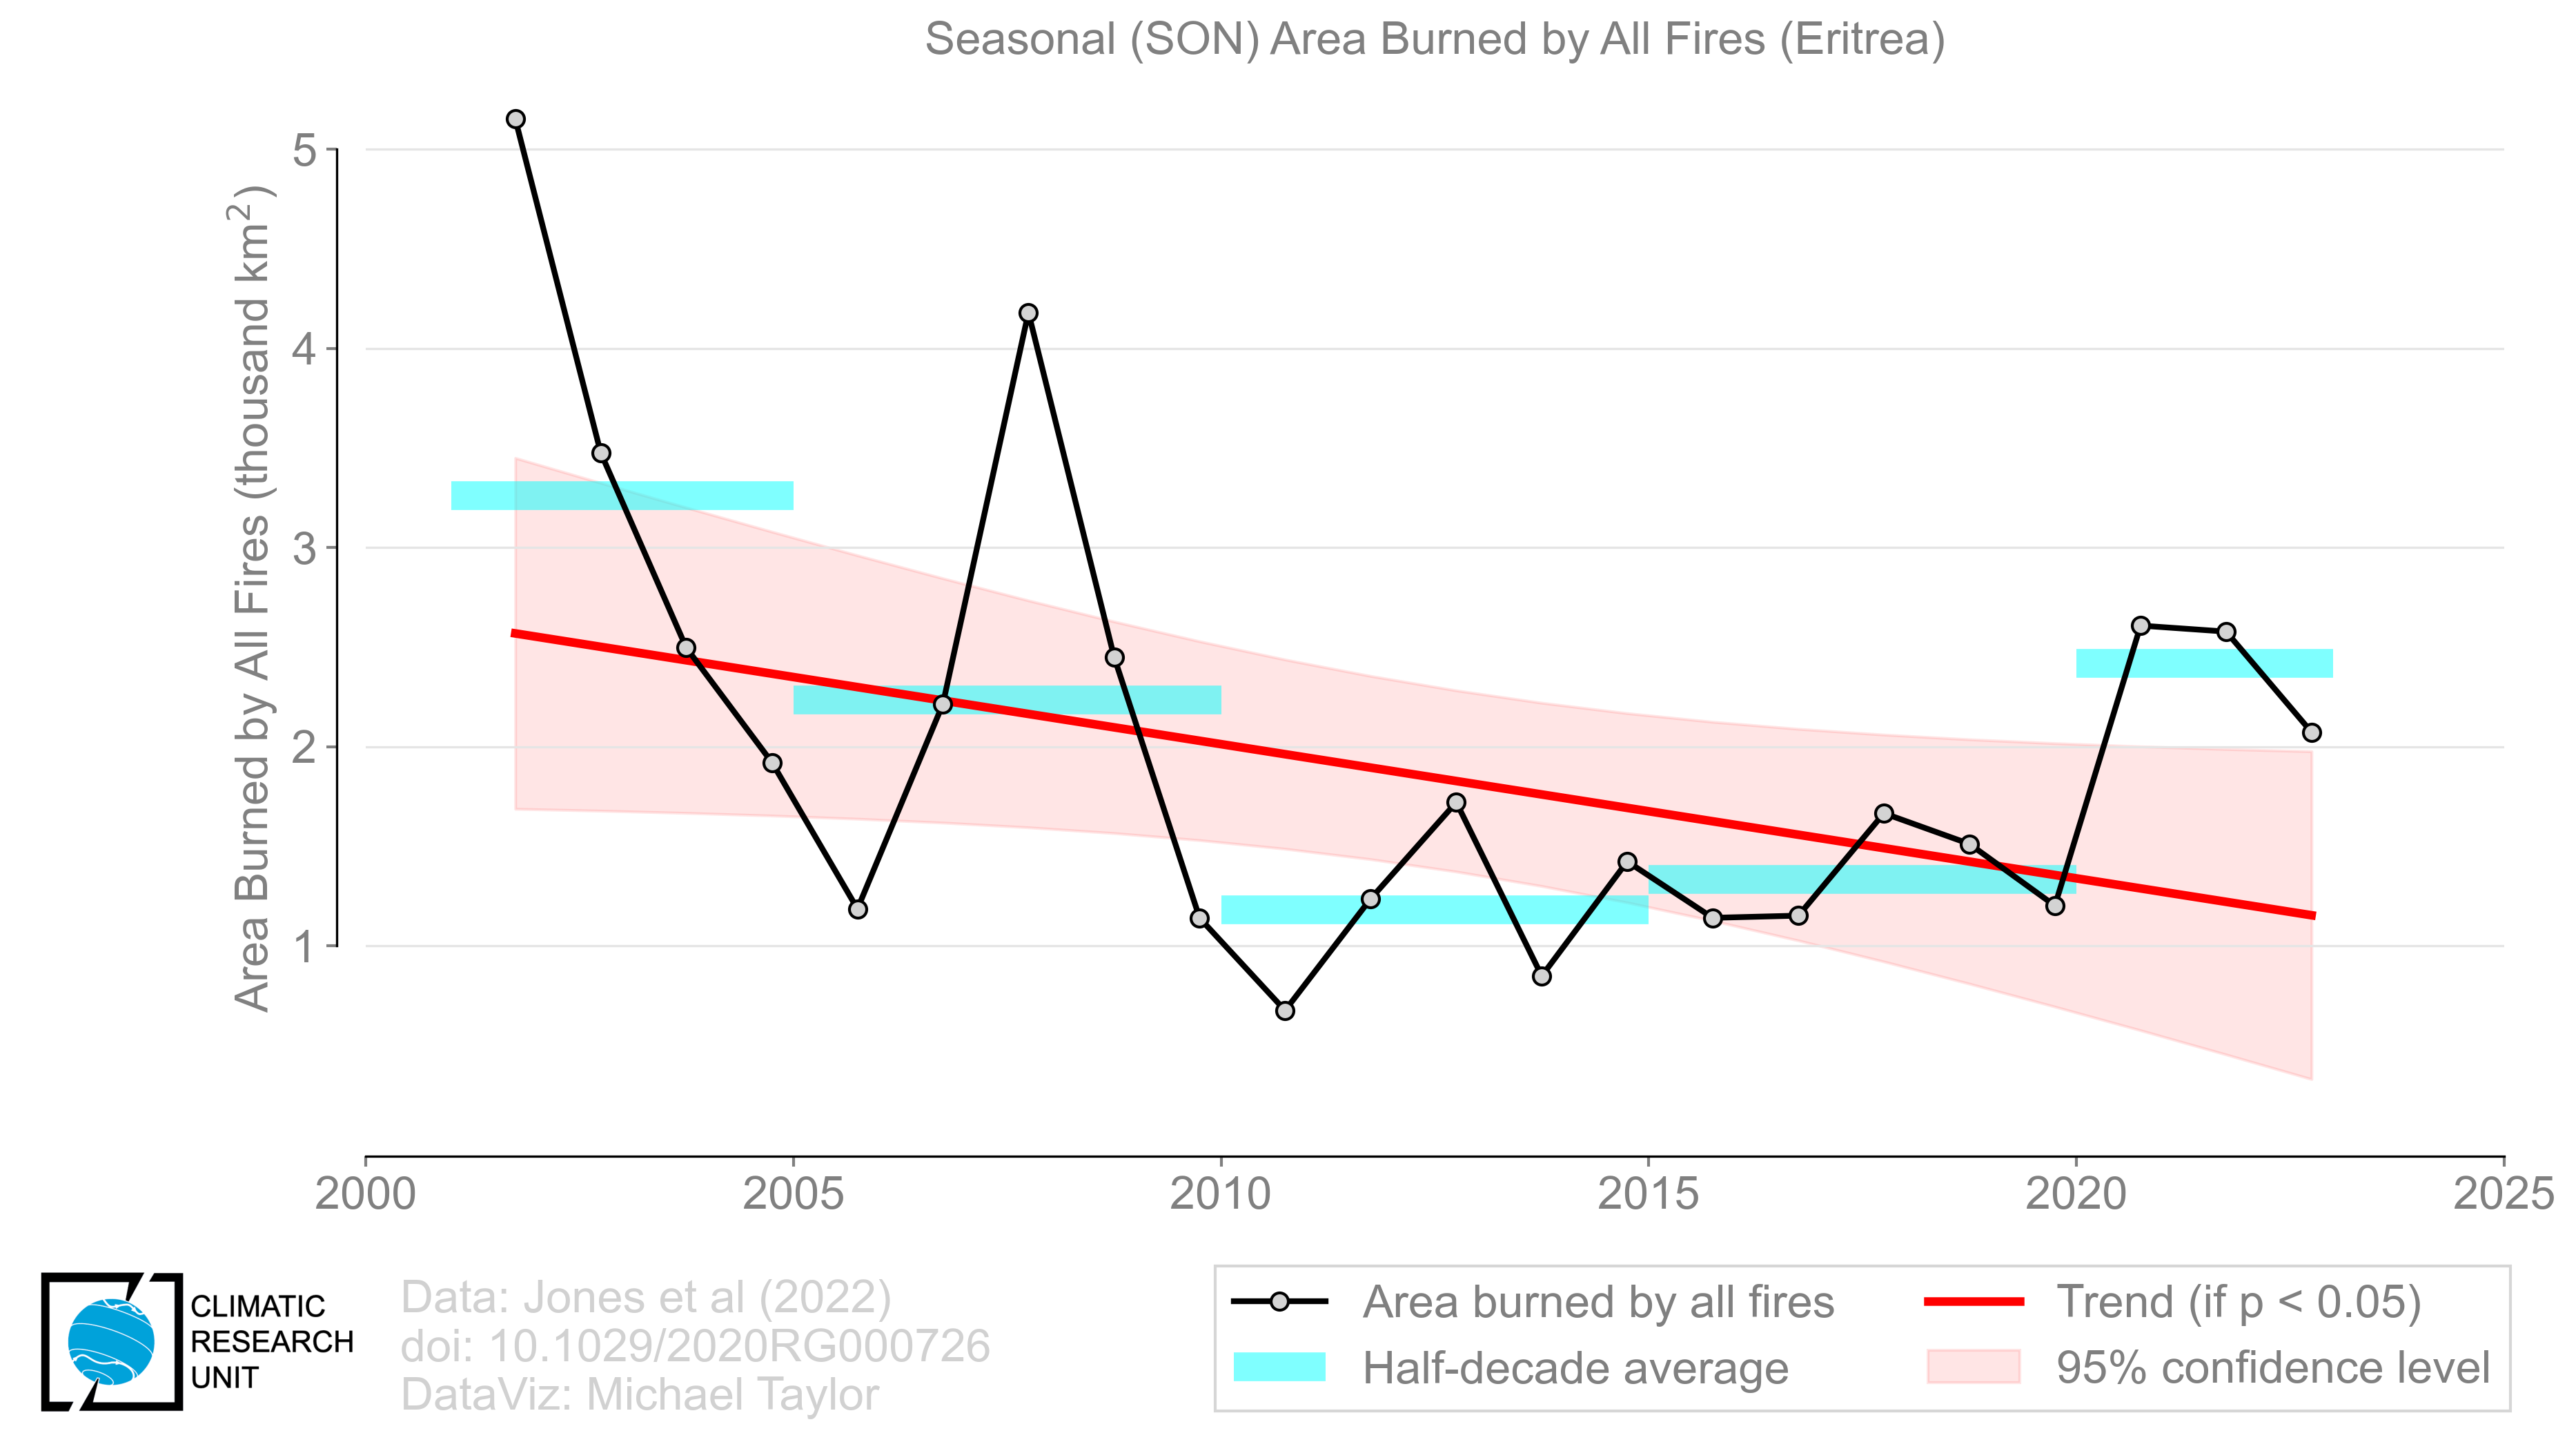 Seasonal (SON) Area Burned by All Fires (Eritrea)
Area Burned by All Fires (thousand km²)
5
4
3
2
1
2000 2005 2010 2015 2020 2025
CLIMATIC
RESEARCH
UNIT
Data: Jones et al (2022)
doi: 10.1029/2020RG000726
DataViz: Michael Taylor
Area burned by all fires
Half-decade average
Trend (if p < 0.05)
95% confidence level